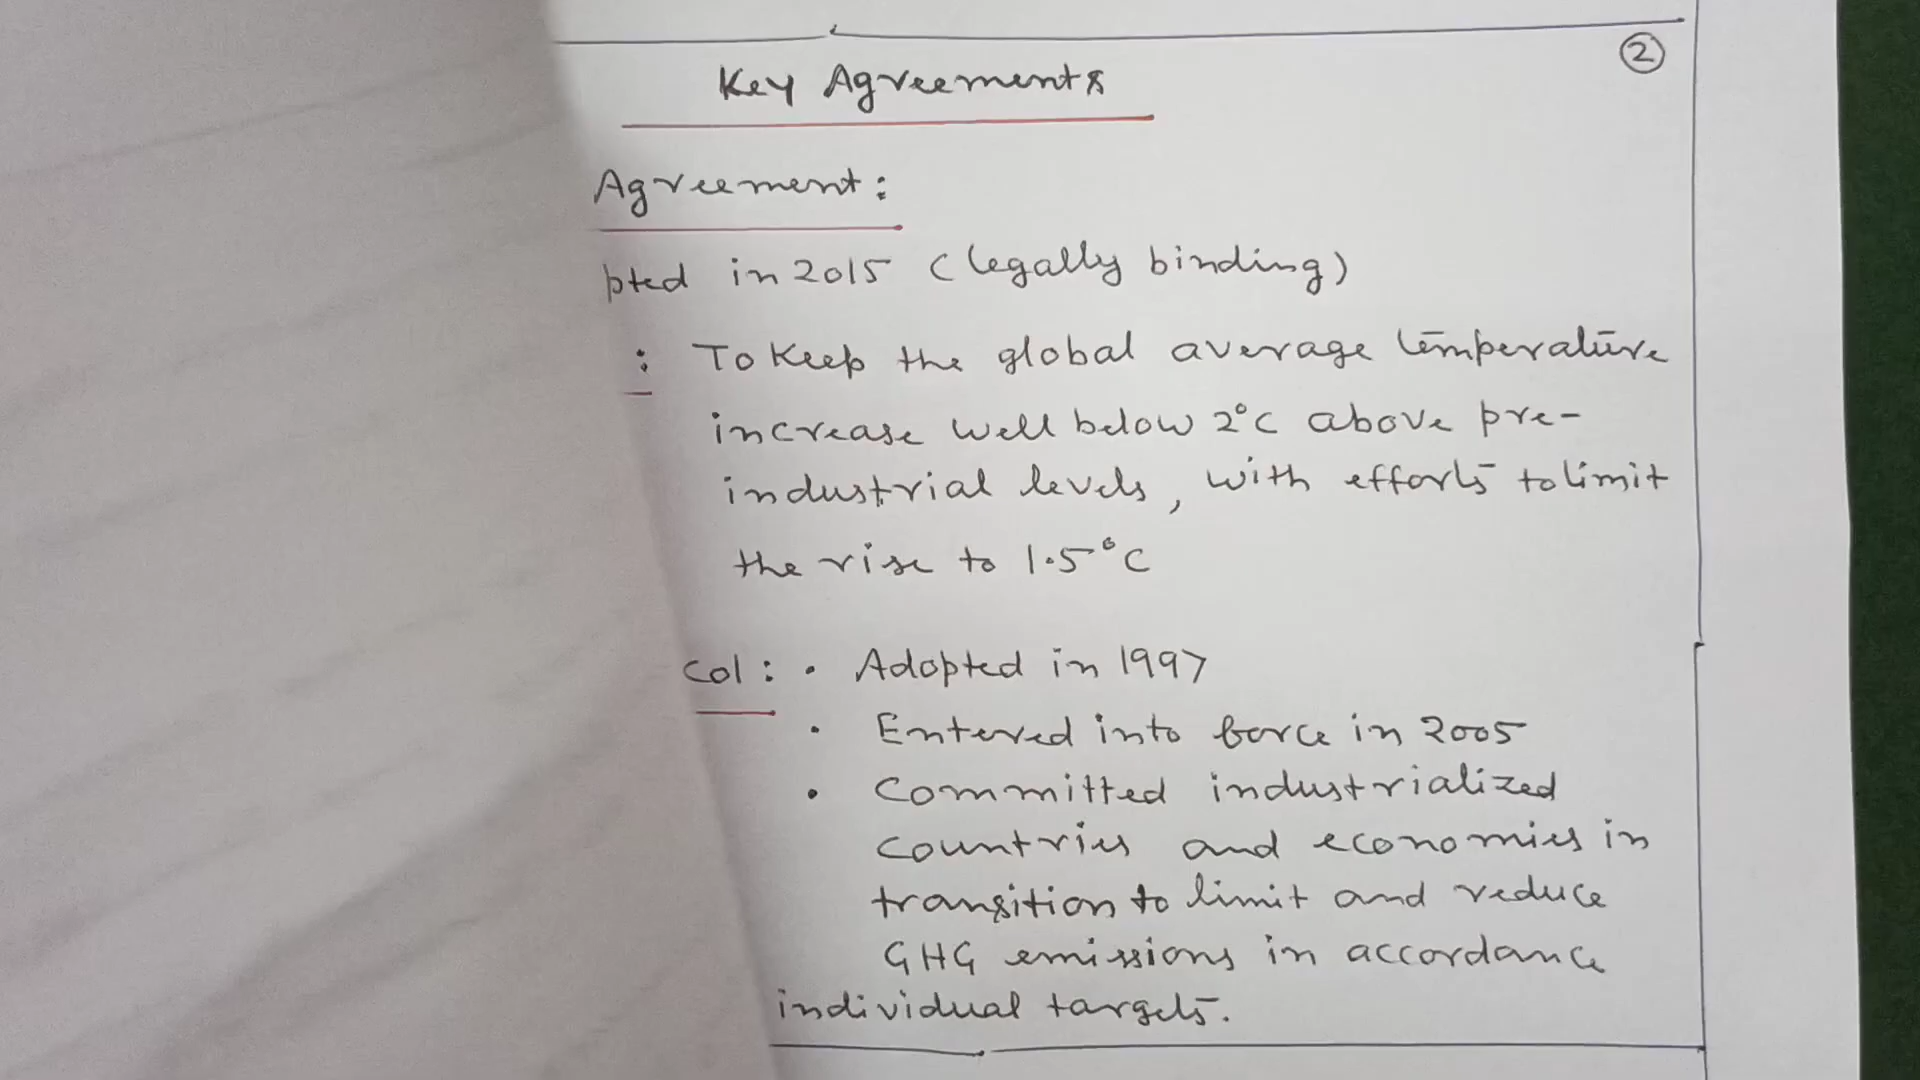 ②
Key Agreements
Agreement:
pted in 2015 (legally binding)
: To keep the global average temperature
increase well below 2°C above pre-
industrial levels, with efforts to limit
the rise to 1.5°C
col: • Adopted in 1997
• Entered into force in 2005
• Committed industrialized
countries and economies in
transition to limit and reduce
GHG emissions in accordance
individual targets.